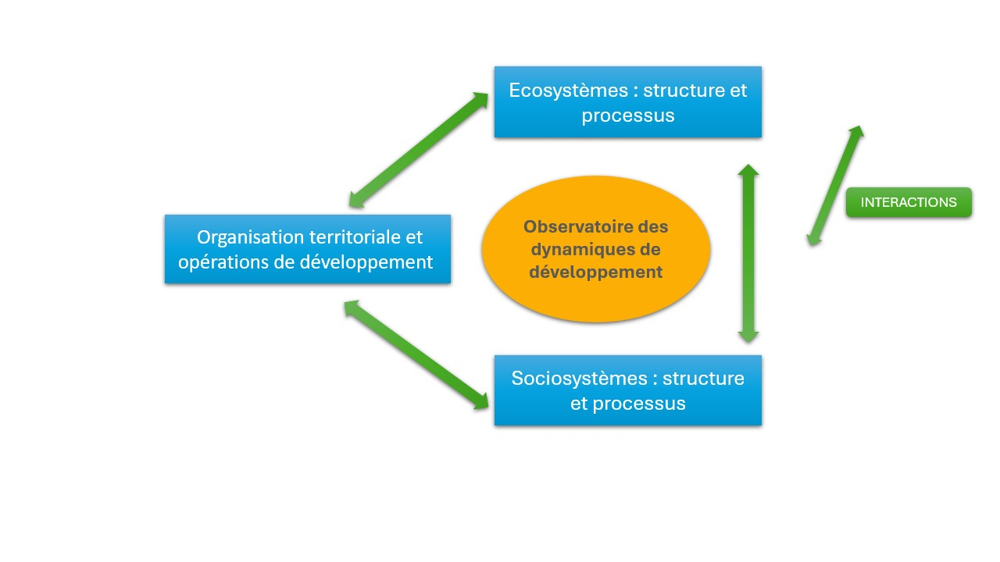 Ecosystèmes : structure et
processus
INTERACTIONS
Observatoire des
dynamiques de
développement
Organisation territoriale et
opérations de développement
Sociosystèmes : structure
et processus